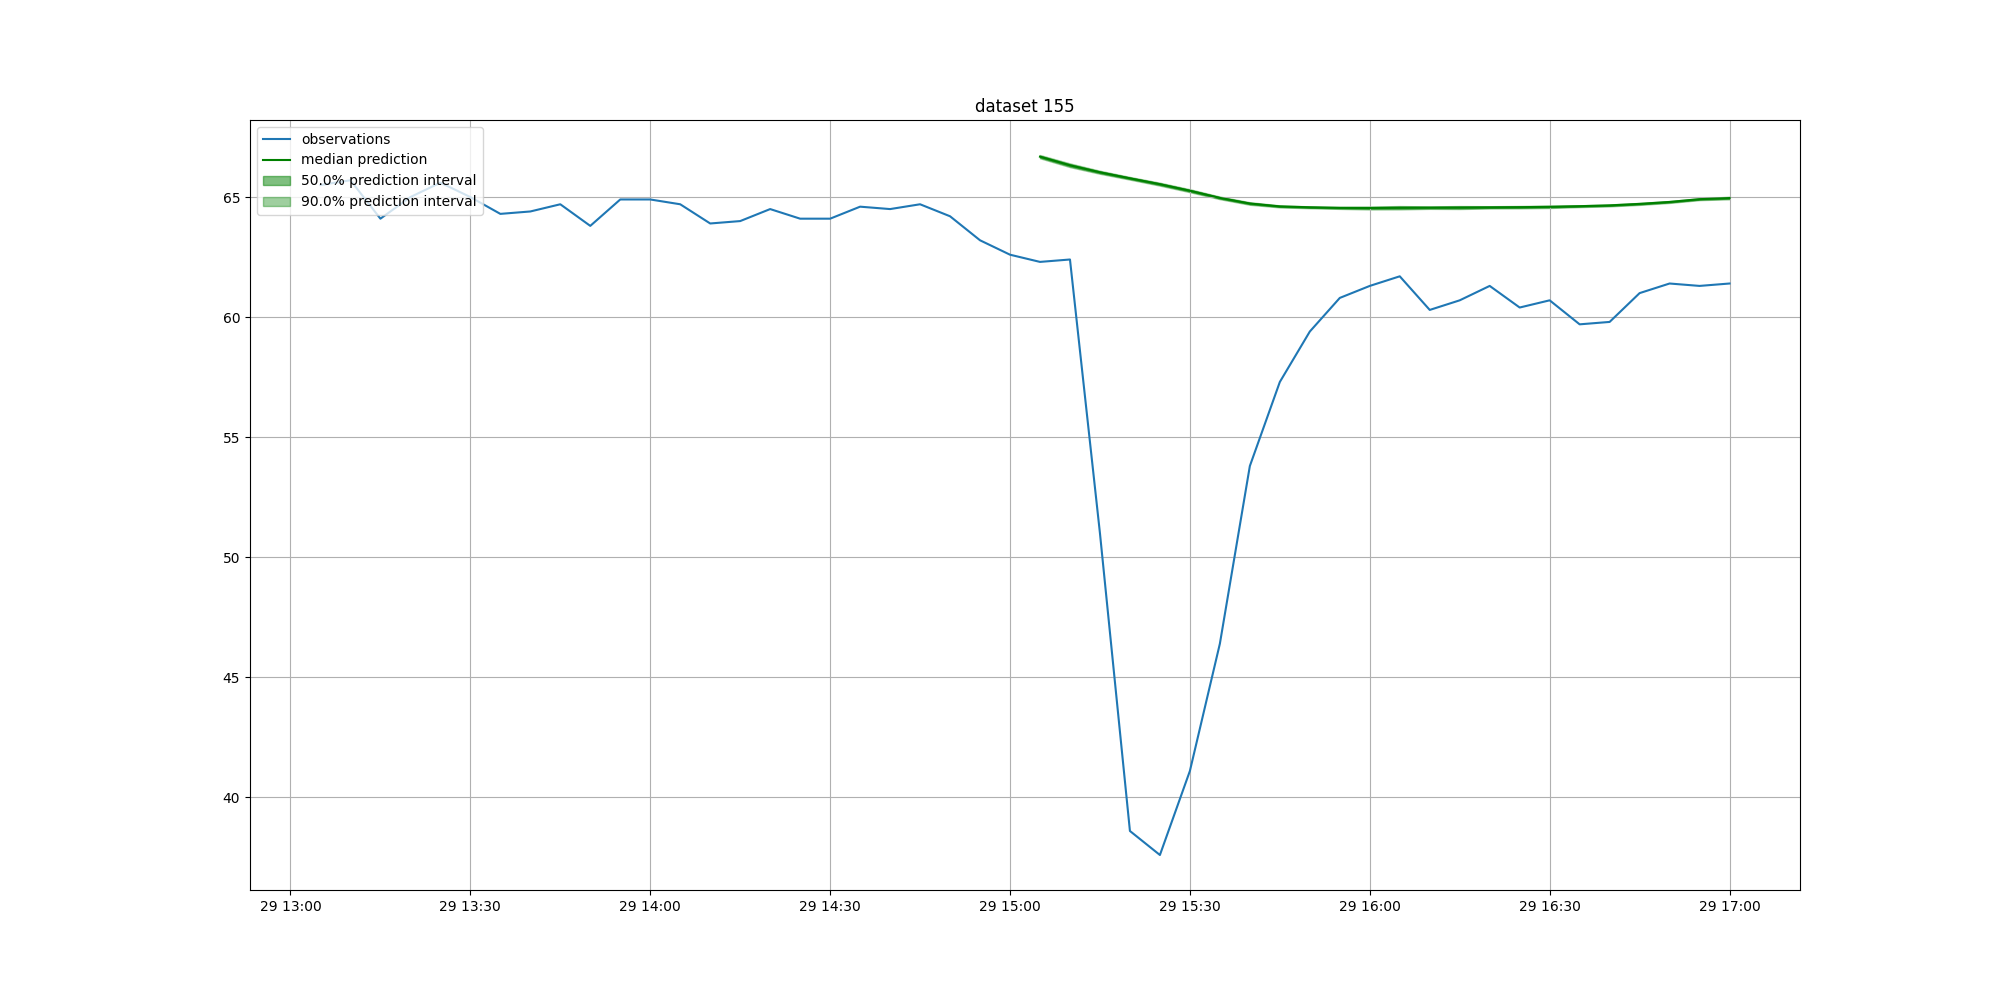 dataset 155
observations
median prediction
50.0% prediction interval
90.0% prediction interval
65
60
55
50
45
40
29 13:00 29 13:30 29 14:00 29 14:30 29 15:00 29 15:30 29 16:00 29 16:30 29 17:00